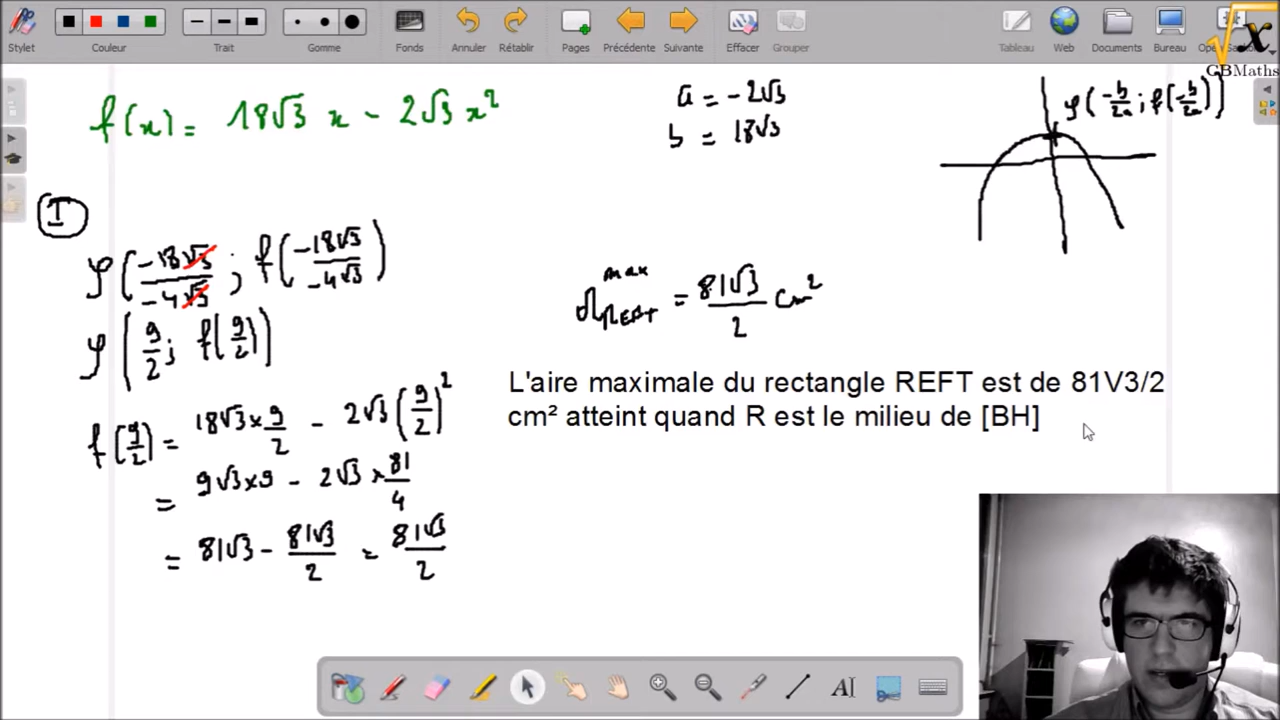 Stylet Couleur Trait Gomme Fonds Annuler Rétablir Pages Précédente Suivante Effacer Grouper Tableau Web Documents Bureau
√x
GBMaths
f(x) = 18√3 x - 2√3 x²
a = -2√3
b = 18√3
φ(-b/2a ; f(-b/2a))
I
φ(-18√3/-4√3 ; f(-18√3/-4√3))
φ(9/2 ; f(9/2))
max
= 81√3/2 cm²
L'aire maximale du rectangle REFT est de 81V3/2
cm² atteint quand R est le milieu de [BH]
f(9/2) = 18√3×9/2 - 2√3(9/2)²
= 9√3×9 - 2√3×81/4
= 81√3 - 81√3/2 = 81√3/2
AI